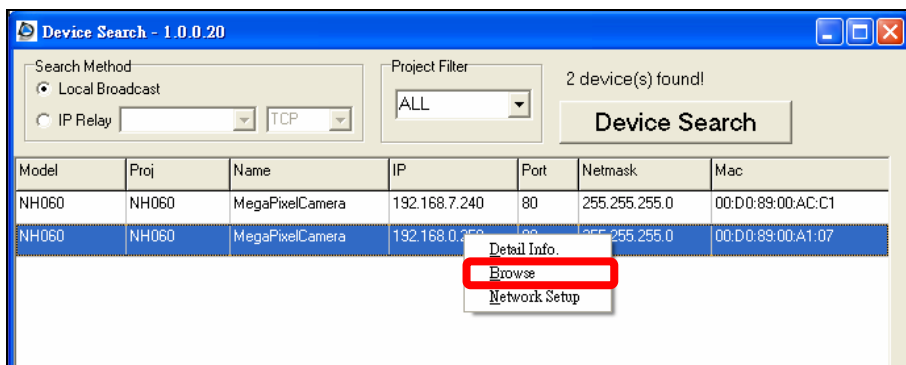 Device Search - 1.0.0.20
Search Method
Local Broadcast
IP Relay TCP
Project Filter
ALL
2 device(s) found!
Device Search
Model Proj Name IP Port Netmask Mac
NH060 NH060 MegaPixelCamera 192.168.7.240 80 255.255.255.0 00:D0:89:00:AC:C1
NH060 NH060 MegaPixelCamera 255.255.0 00:D0:89:00:A1:07
Detail Info.
Browse
Network Setup